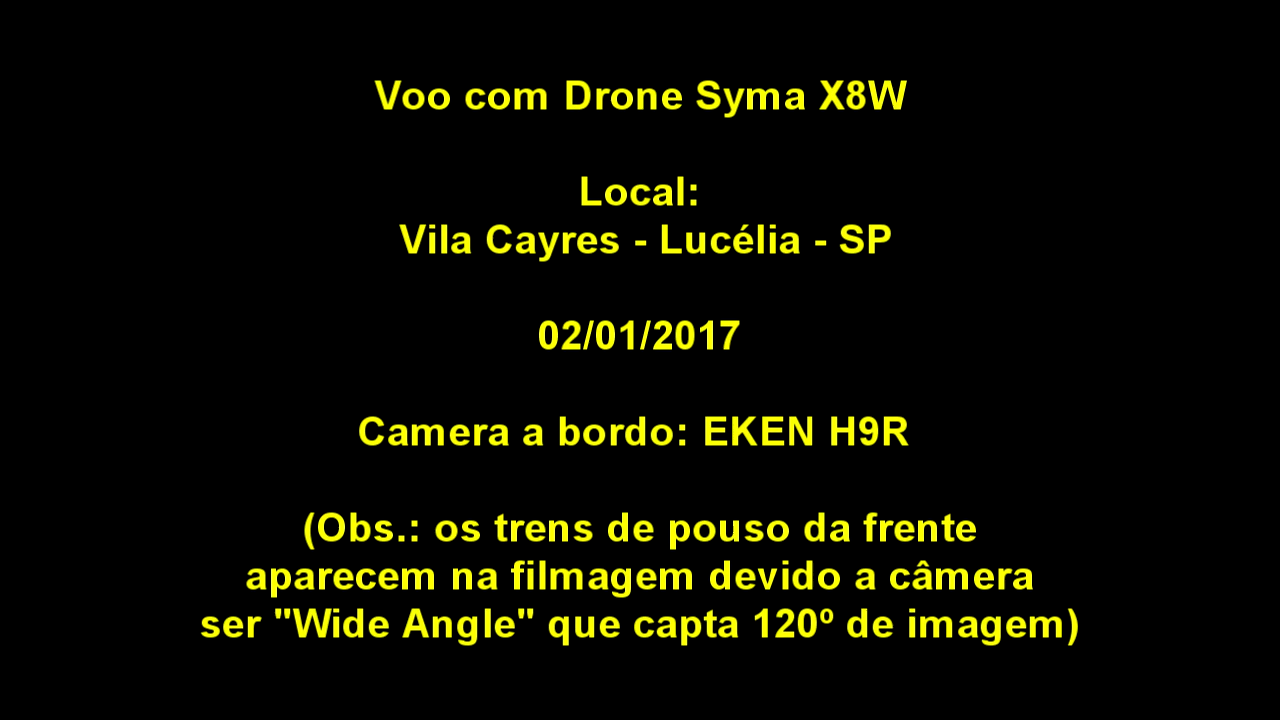 Voo com Drone Syma X8W
Local:
Vila Cayres - Lucélia - SP
02/01/2017
Camera a bordo: EKEN H9R
(Obs.: os trens de pouso da frente
aparecem na filmagem devido a câmera
ser "Wide Angle" que capta 120º de imagem)